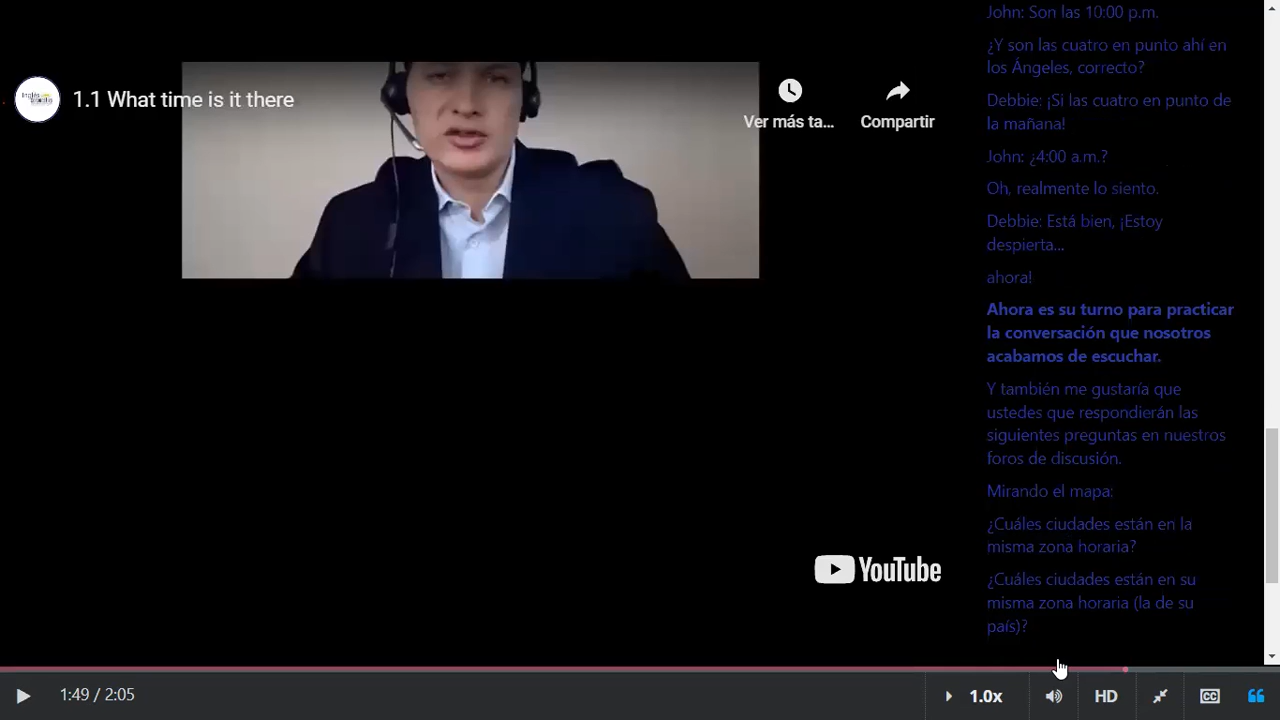 1.1 What time is it there
Ver más ta...
Compartir
YouTube
John: Son las 10:00 p.m.
¿Y son las cuatro en punto ahí en
los Ángeles, correcto?
Debbie: ¡Si las cuatro en punto de
la mañana!
John: ¿4:00 a.m.?
Oh, realmente lo siento.
Debbie: Está bien, ¡Estoy
despierta...
ahora!
Ahora es su turno para practicar
la conversación que nosotros
acabamos de escuchar.
Y también me gustaría que
ustedes que respondierán las
siguientes preguntas en nuestros
foros de discusión.
Mirando el mapa:
¿Cuáles ciudades están en la
misma zona horaria?
¿Cuáles ciudades están en su
misma zona horaria (la de su
país)?
1:49 / 2:05
1.0x
HD
CC